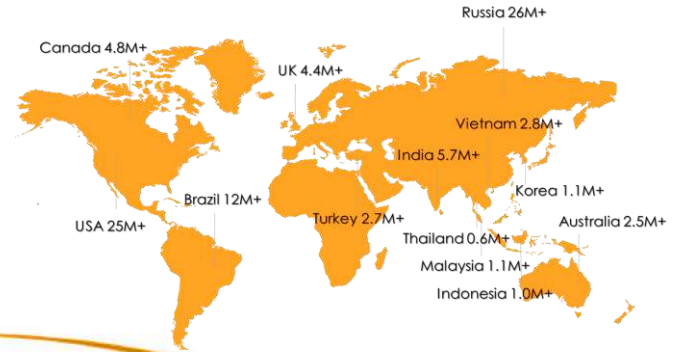 Russia 26M+
Canada 4.8M+
UK 4.4M+
Vietnam 2.8M+
India 5.7M+
Korea 1.1M+
Brazil 12M+
Turkey 2.7M+
Australia 2.5M+
USA 25M+
Thailand 0.6M+
Malaysia 1.1M+
Indonesia 1.0M+